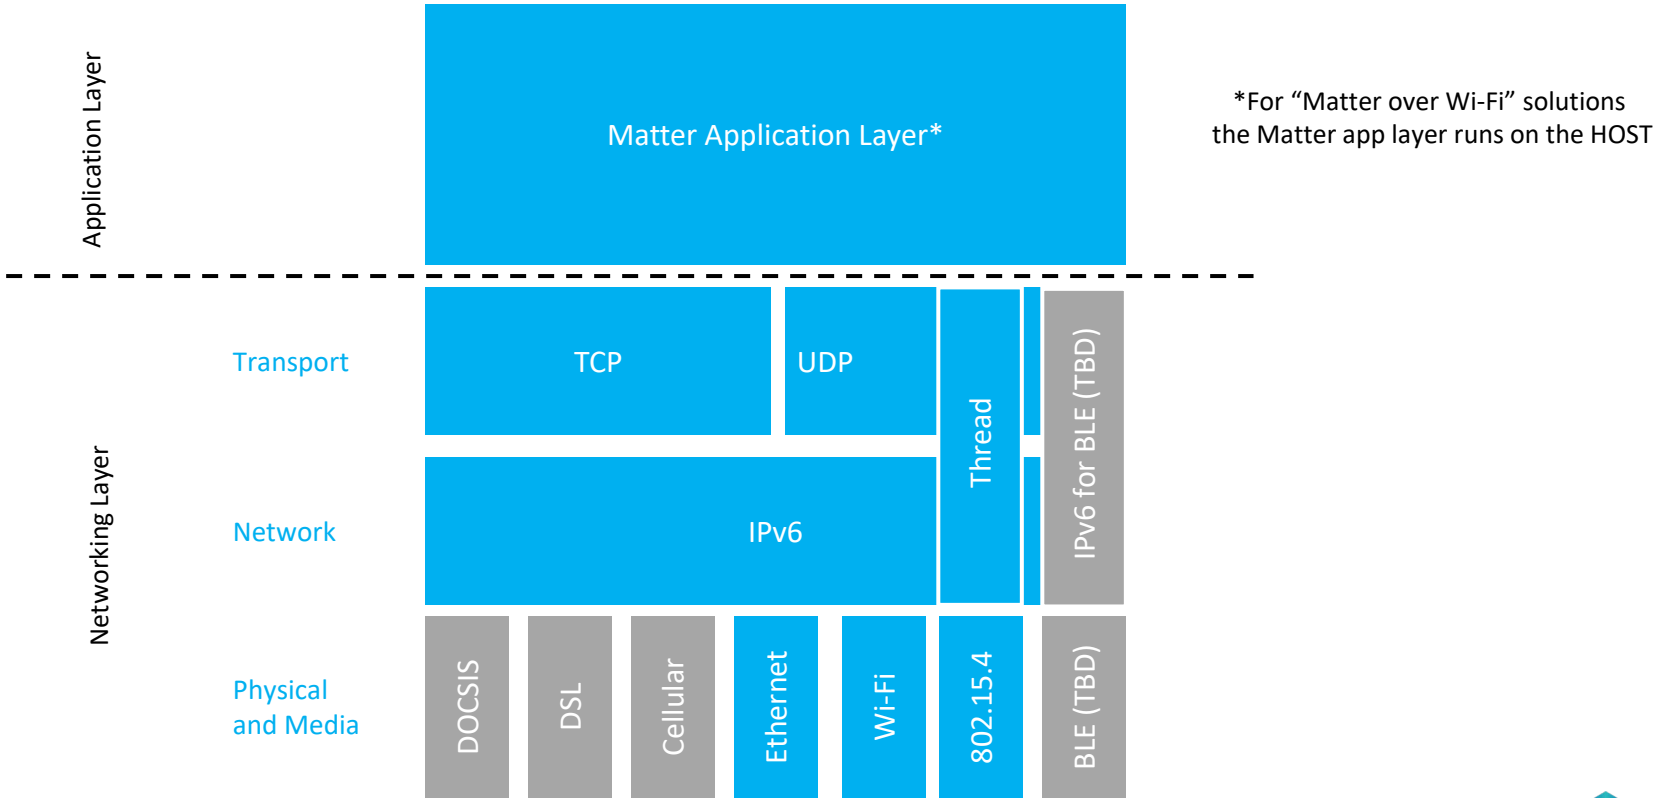 Application Layer
Matter Application Layer*
*For “Matter over Wi-Fi” solutions
the Matter app layer runs on the HOST
Networking Layer
Transport
TCP
UDP
Thread
IPv6 for BLE (TBD)
Network
IPv6
Physical
and Media
DOCSIS
DSL
Cellular
Ethernet
Wi-Fi
802.15.4
BLE (TBD)